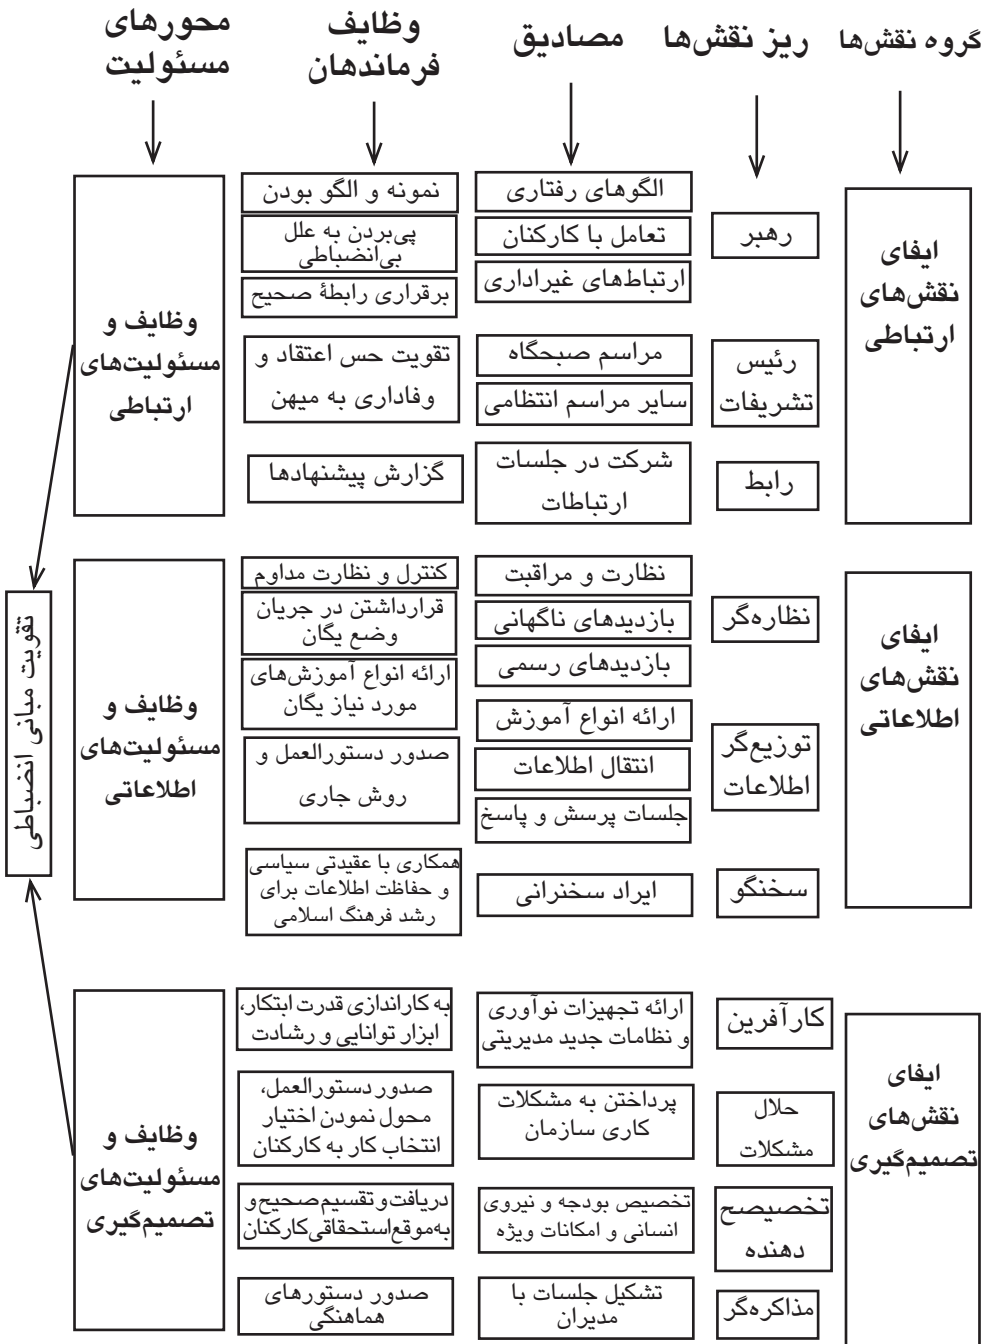 گروه نقش‌ها
ریز نقش‌ها
مصادیق
وظایف
فرماندهان
محورهای
مسئولیت
ایفای
نقش‌های
ارتباطی
رهبر
رئیس
تشریفات
رابط
الگوهای رفتاری
تعامل با کارکنان
ارتباط‌های غیراداری
مراسم صبحگاه
سایر مراسم انتظامی
شرکت در جلسات
ارتباطات
نمونه و الگو بودن
پی‌بردن به علل
بی‌انضباطی
برقراری رابطهٔ صحیح
تقویت حس اعتقاد و
وفاداری به میهن
گزارش پیشنهادها
وظایف و
مسئولیت‌های
ارتباطی
ایفای
نقش‌های
اطلاعاتی
نظاره‌گر
توزیع‌گر
اطلاعات
سخنگو
نظارت و مراقبت
بازدیدهای ناگهانی
بازدیدهای رسمی
ارائه انواع آموزش
انتقال اطلاعات
جلسات پرسش و پاسخ
ایراد سخنرانی
کنترل و نظارت مداوم
قرارداشتن در جریان
وضع یگان
ارائه انواع آموزش‌های
مورد نیاز یگان
صدور دستورالعمل و
روش جاری
همکاری با عقیدتی سیاسی
و حفاظت اطلاعات برای
رشد فرهنگ اسلامی
وظایف و
مسئولیت‌های
اطلاعاتی
تقویت مبانی انضباطی
ایفای
نقش‌های
تصمیم‌گیری
کارآفرین
حلال
مشکلات
تخصیصح
دهنده
مذاکره‌گر
ارائه تجهیزات نوآوری
و نظامات جدید مدیریتی
پرداختن به مشکلات
کاری سازمان
تخصیص بودجه و نیروی
انسانی و امکانات ویژه
تشکیل جلسات با
مدیران
به کاراندازی قدرت ابتکار،
ابزار توانایی و رشادت
صدور دستورالعمل،
محول نمودن اختیار
انتخاب کار به کارکنان
دریافت و تقسیم صحیح و
به‌موقع استحقاقی کارکنان
صدور دستورهای
هماهنگی
وظایف و
مسئولیت‌های
تصمیم‌گیری